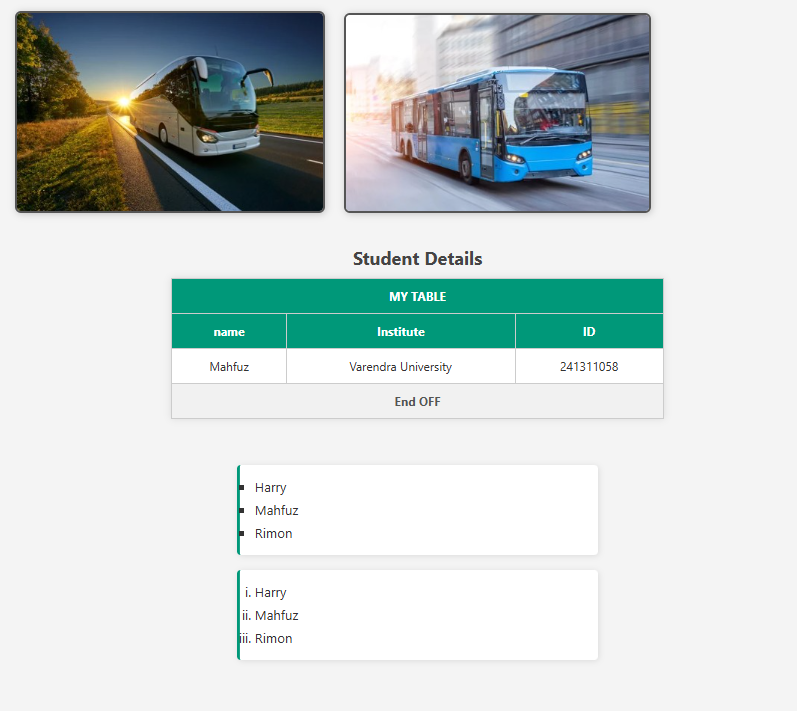 Student Details
MY TABLE
name Institute ID
Mahfuz Varendra University 241311058
End OFF
▪ Harry
▪ Mahfuz
▪ Rimon
i. Harry
ii. Mahfuz
iii. Rimon